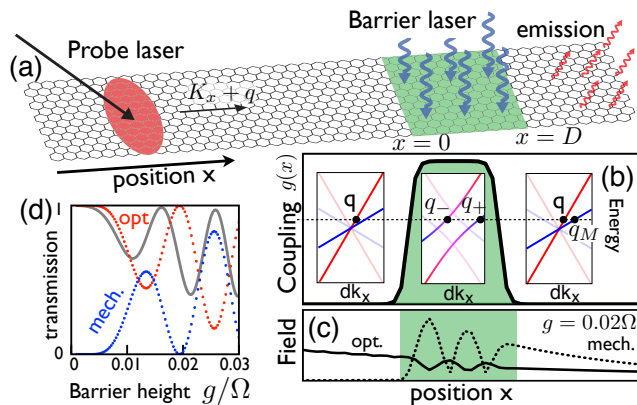 Probe laser
Barrier laser
emission
(a)
K_x + q
x = 0
x = D
position x
(b)
Coupling g(x)
q
q_-
q_+
q
q_M
Energy
dk_x
dk_x
dk_x
(c)
Field
opt.
g = 0.02Ω
mech.
position x
(d)
1
opt.
mech.
transmission
0
0
0.01
0.02
0.03
Barrier height g/Ω